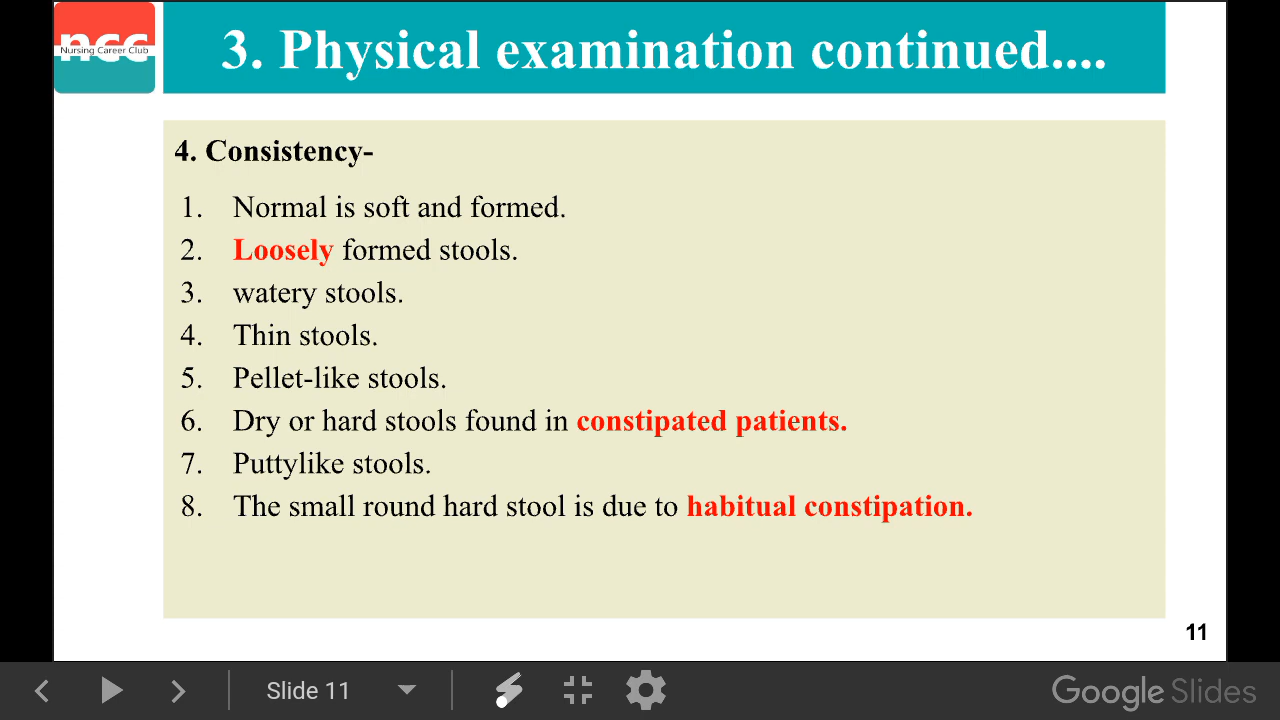 ncc
Nursing Career Club
3. Physical examination continued....
4. Consistency-
1. Normal is soft and formed.
2. Loosely formed stools.
3. watery stools.
4. Thin stools.
5. Pellet-like stools.
6. Dry or hard stools found in constipated patients.
7. Puttylike stools.
8. The small round hard stool is due to habitual constipation.
11
Slide 11
Google Slides